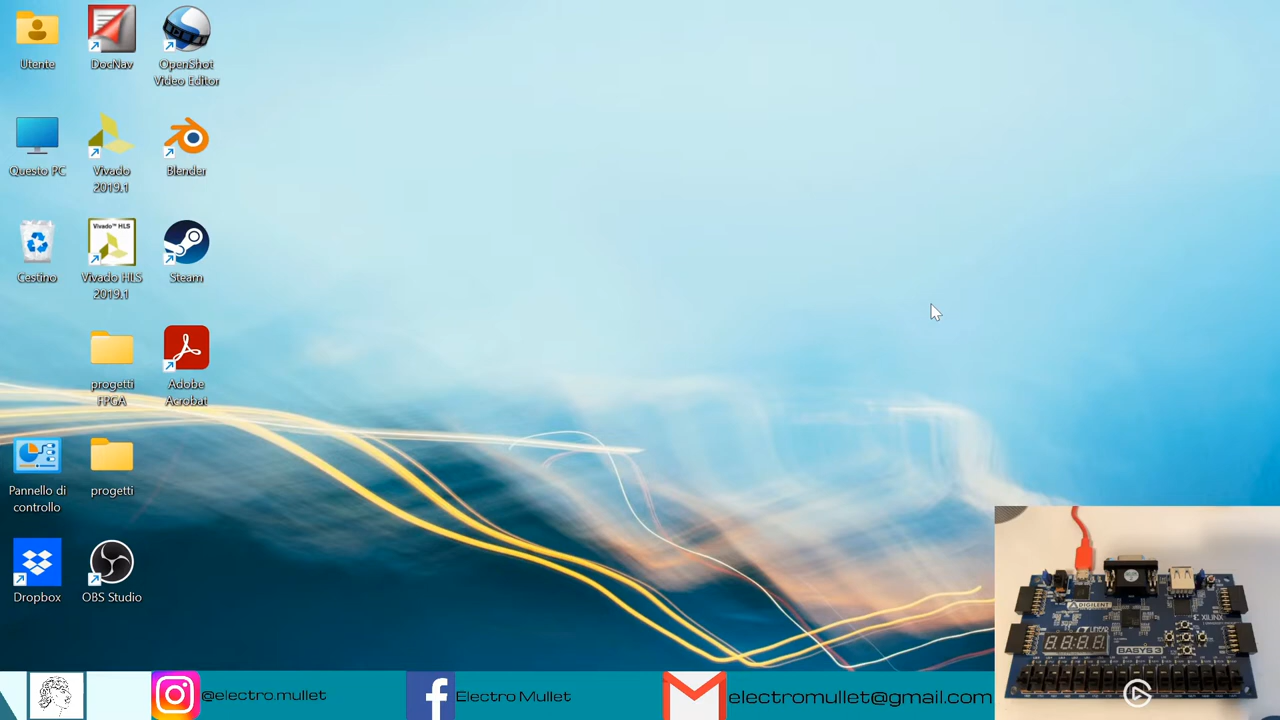 Utente
DocNav
OpenShot
Video Editor
Questo PC
Vivado
2019.1
Blender
Cestino
Vivado™ HLS
Vivado HLS
2019.1
Steam
progetti
FPGA
Adobe
Acrobat
Pannello di
controllo
progetti
Dropbox
OBS Studio
DIGILENT
XILINX
BASYS 3
@electro.mullet
Electro Mullet
electromullet@gmail.com